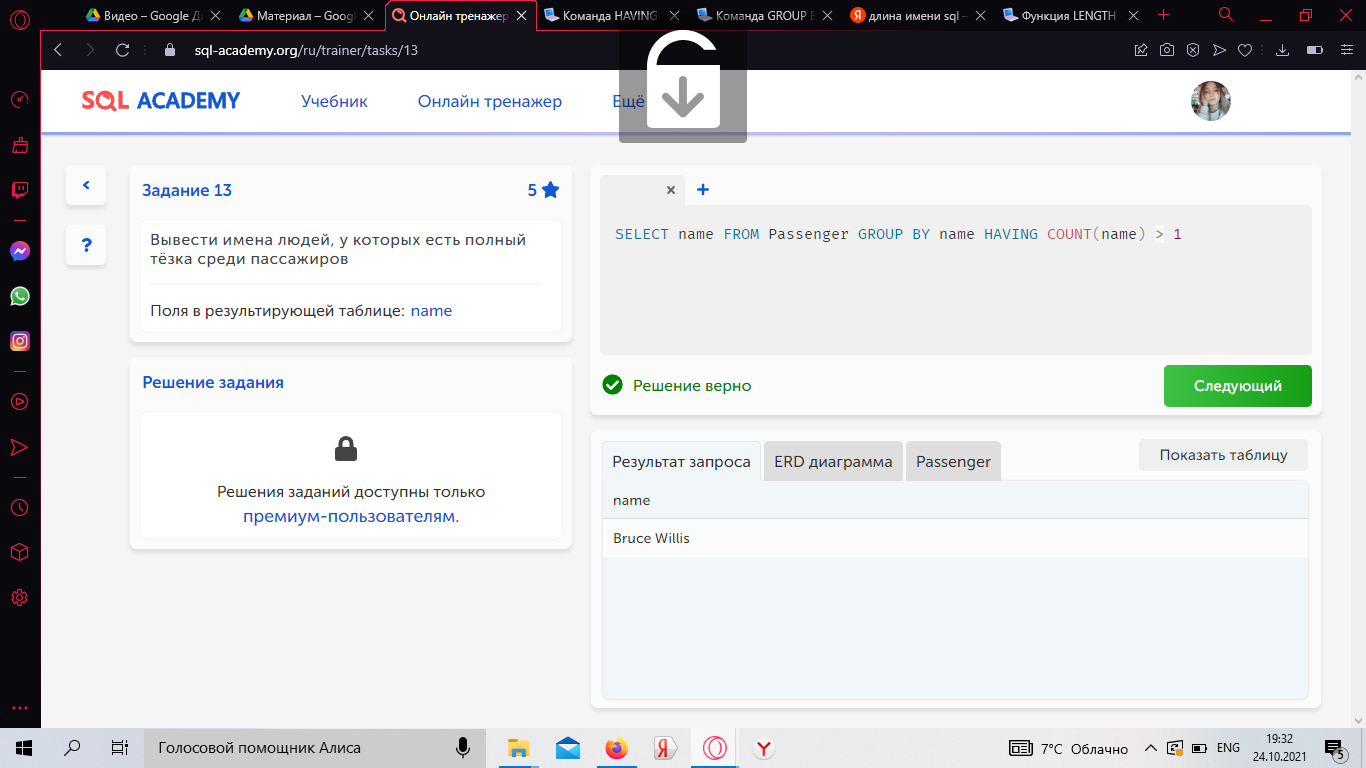 Видео – Google Д
Материал – Googl
Онлайн тренажер
Команда HAVING
Команда GROUP B
длина имени sql –
Функция LENGTH
sql-academy.org/ru/trainer/tasks/13
SQL ACADEMY
Учебник
Онлайн тренажер
Ещё
Задание 13
5
Вывести имена людей, у которых есть полный
тёзка среди пассажиров
Поля в результирующей таблице: name
Решение задания
Решения заданий доступны только
премиум-пользователям.
SELECT name FROM Passenger GROUP BY name HAVING COUNT(name) > 1
Решение верно
Следующий
Результат запроса
ERD диаграмма
Passenger
Показать таблицу
name
Bruce Willis
Голосовой помощник Алиса
7°C Облачно
ENG
19:32
24.10.2021
5